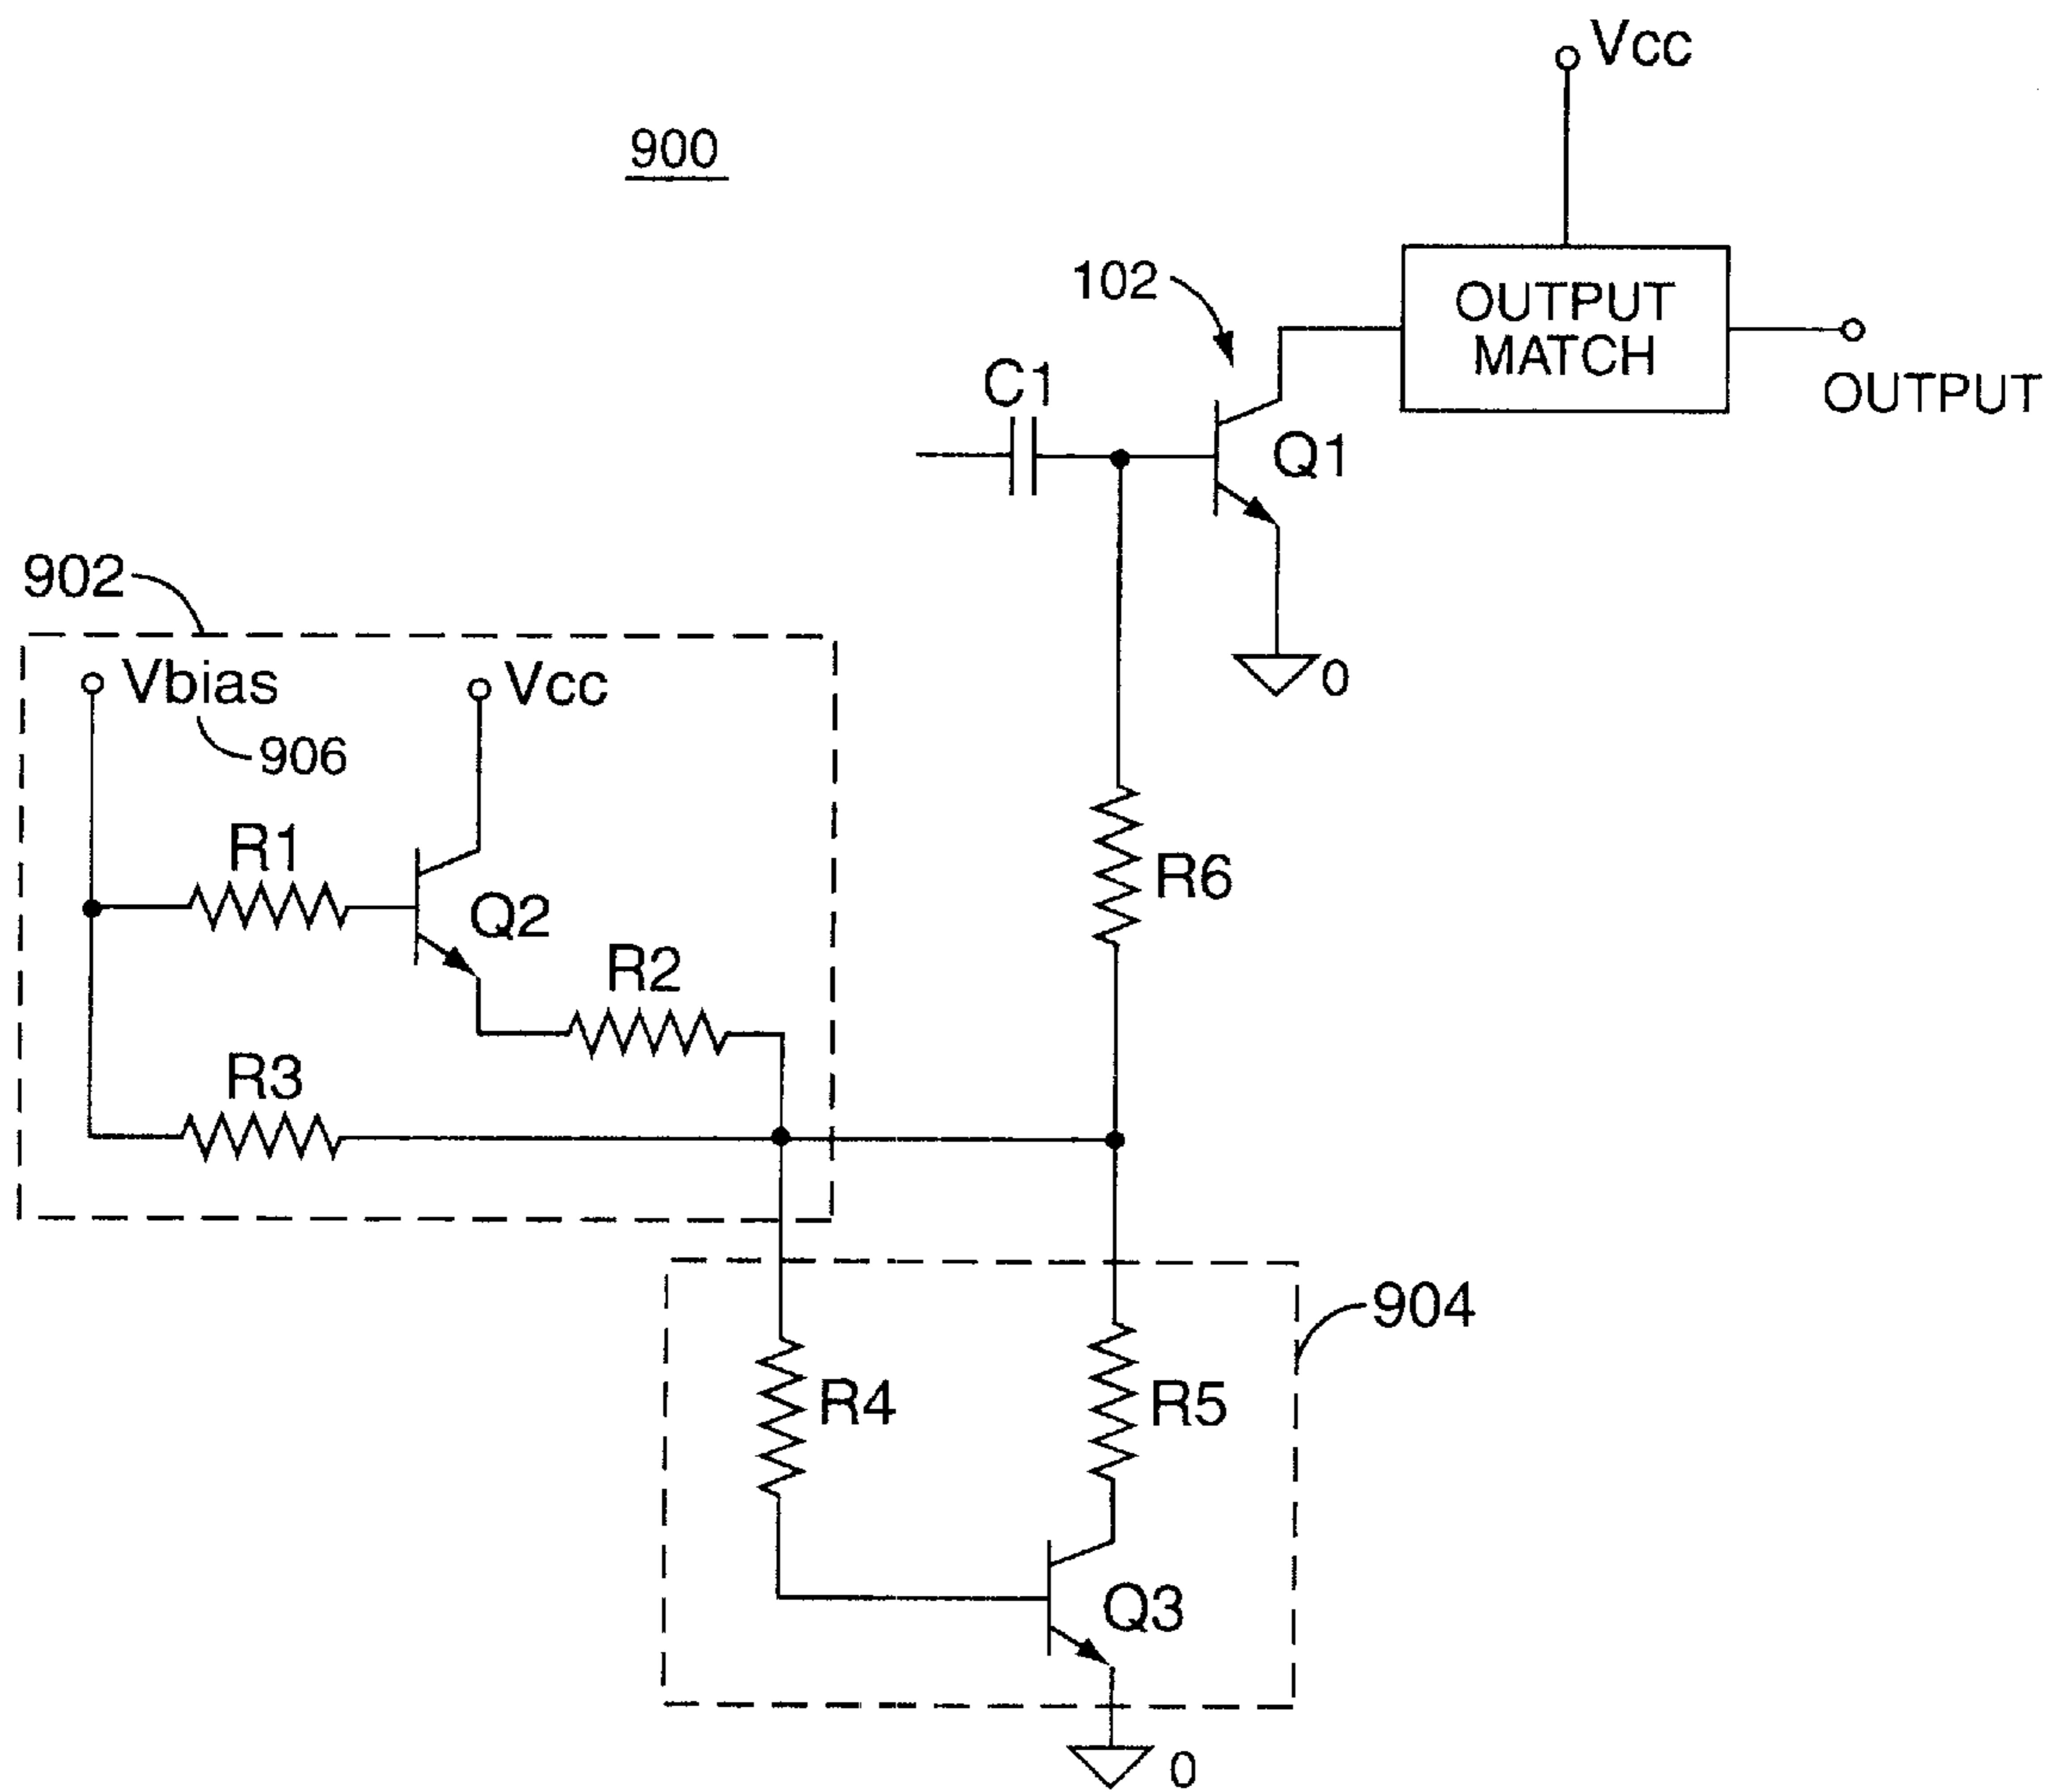 Vcc
900
102
OUTPUT
MATCH
C1
OUTPUT
Q1
902
0
Vbias
Vcc
906
R1
R6
Q2
R2
R3
904
R4
R5
Q3
0